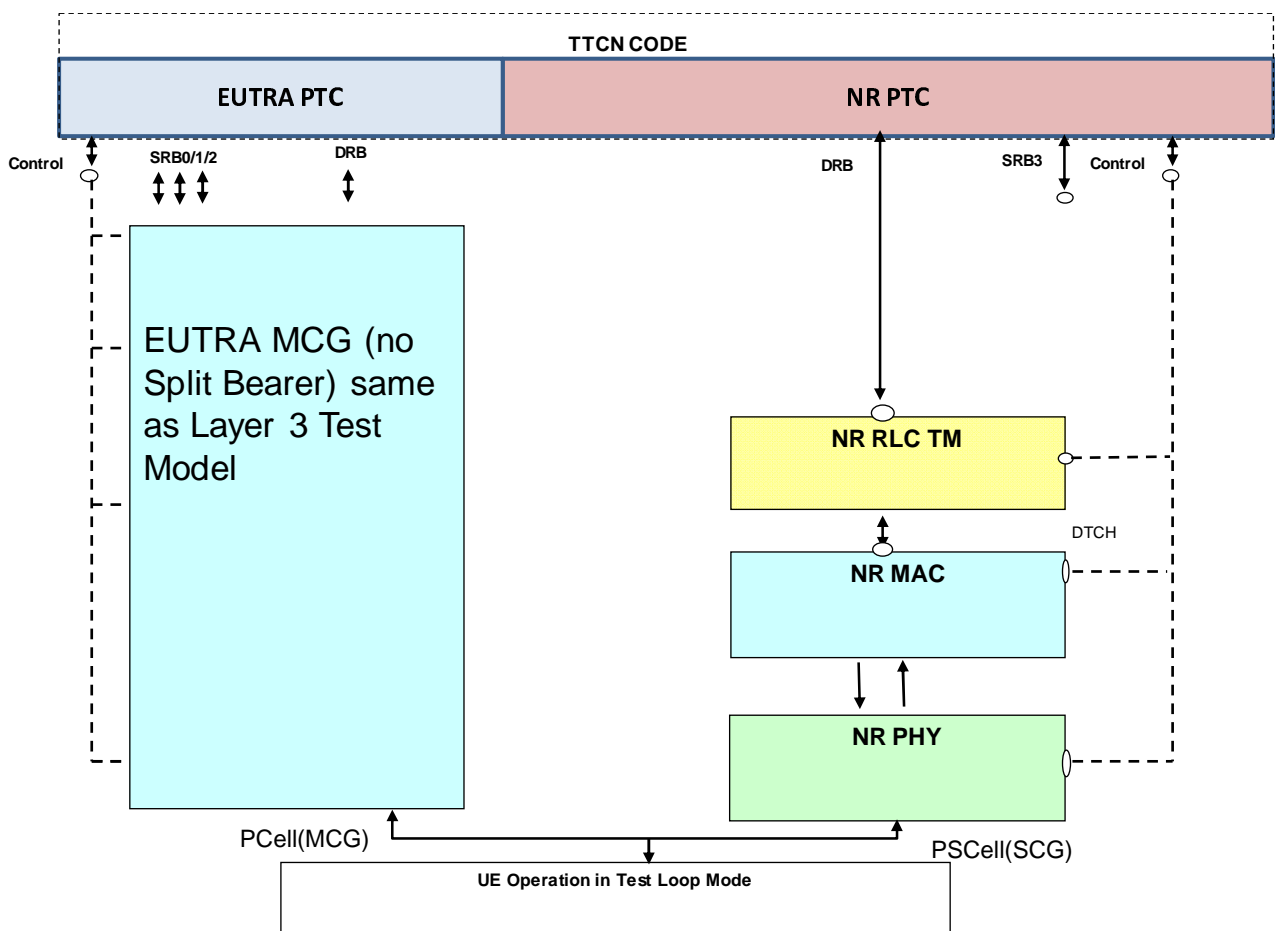 TTCN CODE
EUTRA PTC
NR PTC
Control
SRB0/1/2
DRB
DRB
SRB3
Control
EUTRA MCG (no
Split Bearer) same
as Layer 3 Test
Model
NR RLC TM
DTCH
NR MAC
NR PHY
PCell(MCG)
PSCell(SCG)
UE Operation in Test Loop Mode